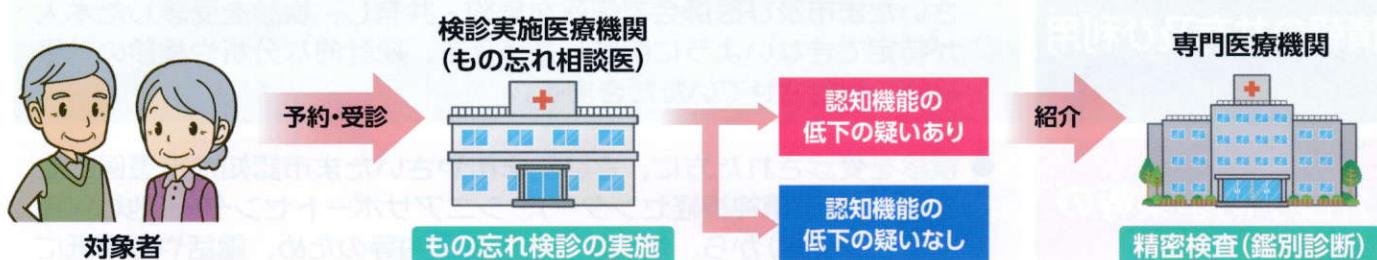 対象者
予約・受診
検診実施医療機関
(もの忘れ相談医)
もの忘れ検診の実施
認知機能の
低下の疑いあり
認知機能の
低下の疑いなし
紹介
専門医療機関
精密検査(鑑別診断)